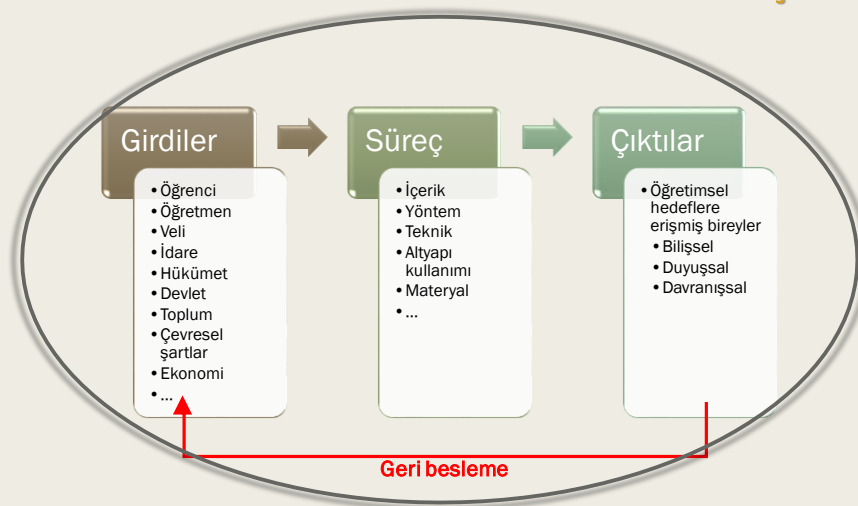 Girdiler
• Öğrenci
• Öğretmen
• Veli
• İdare
• Hükümet
• Devlet
• Toplum
• Çevresel
şartlar
• Ekonomi
• ...
Süreç
• İçerik
• Yöntem
• Teknik
• Altyapı
kullanımı
• Materyal
• ...
Çıktılar
• Öğretimsel
hedeflere
erişmiş bireyler
• Bilişsel
• Duyuşsal
• Davranışsal
Geri besleme